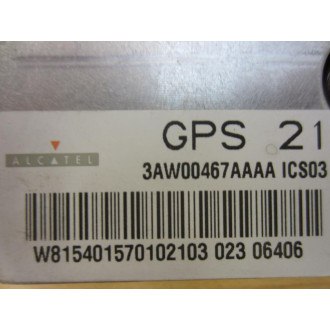 ALCATEL
GPS 21
3AW00467AAAA ICS03
W815401570102103 023 06406